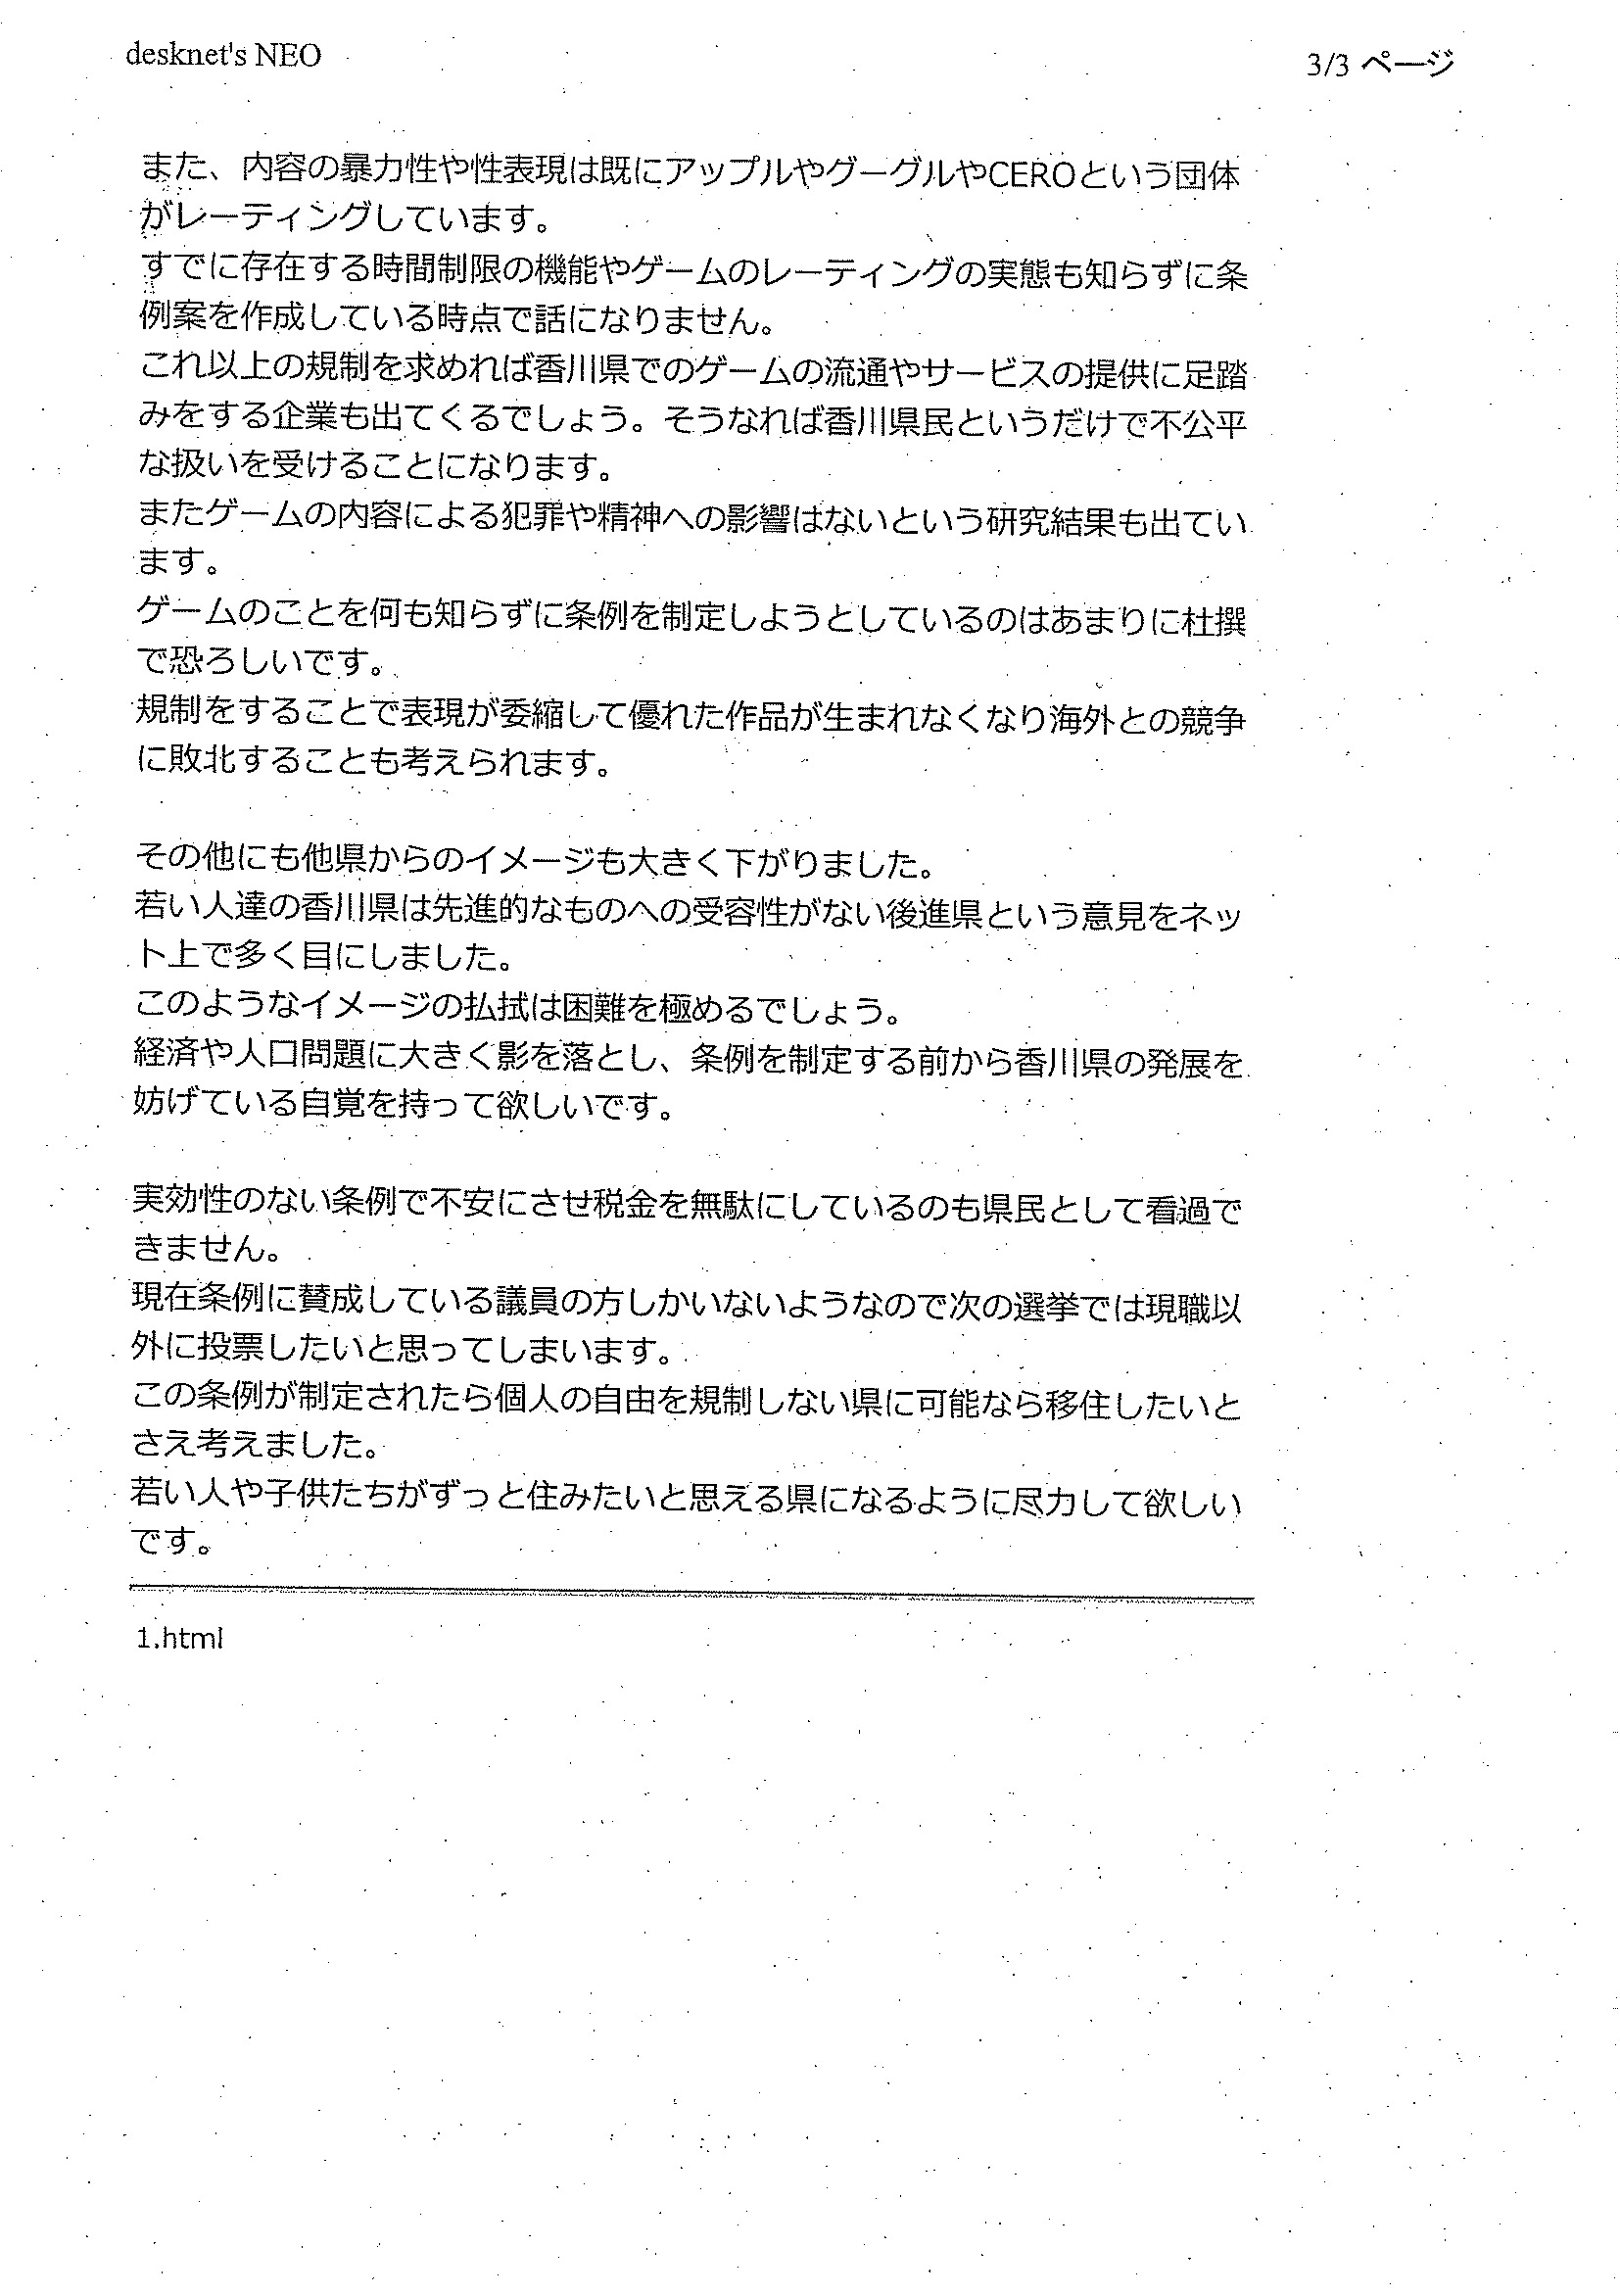 desknet's NEO
3/3 ページ
また、内容の暴力性や性表現は既にアップルやグーグルやCEROという団体
がレーティングしています。
すでに存在する時間制限の機能やゲームのレーティングの実態も知らずに条
例案を作成している時点で話になりません。
これ以上の規制を求めれば香川県でのゲームの流通やサービスの提供に足踏
みをする企業も出てくるでしょう。そうなれば香川県民というだけで不公平
な扱いを受けることになります。
またゲームの内容による犯罪や精神への影響はないという研究結果も出てい
ます。
ゲームのことを何も知らずに条例を制定しようとしているのはあまりに杜撰
で恐ろしいです。
規制をすることで表現が委縮して優れた作品が生まれなくなり海外との競争
に敗北することも考えられます。
その他にも他県からのイメージも大きく下がりました。
若い人達の香川県は先進的なものへの受容性がない後進県という意見をネッ
ト上で多く目にしました。
このようなイメージの払拭は困難を極めるでしょう。
経済や人口問題に大きく影を落とし、条例を制定する前から香川県の発展を
妨げている自覚を持って欲しいです。
実効性のない条例で不安にさせ税金を無駄にしているのも県民として看過で
きません。
現在条例に賛成している議員の方しかいないようなので次の選挙では現職以
外に投票したいと思ってしまいます。
この条例が制定されたら個人の自由を規制しない県に可能なら移住したいと
さえ考えました。
若い人や子供たちがずっと住みたいと思える県になるように尽力して欲しい
です。
1.html